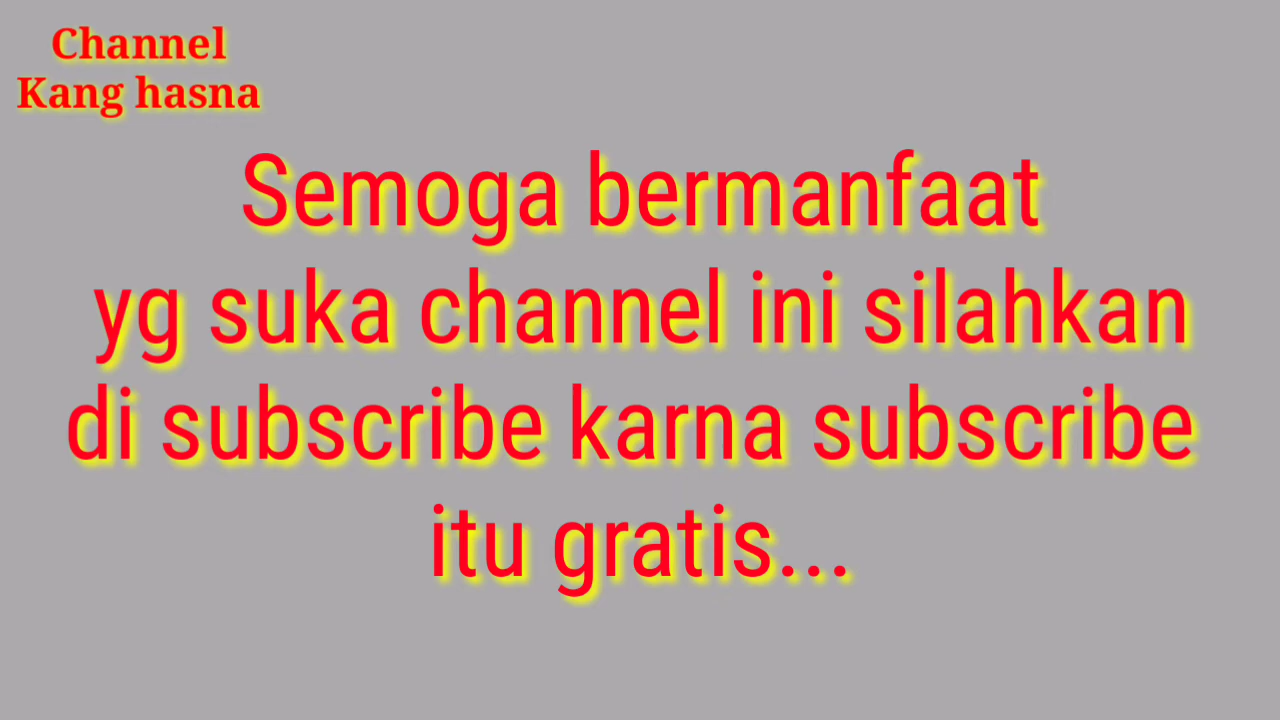 Channel
Kang hasna
Semoga bermanfaat
yg suka channel ini silahkan
di subscribe karna subscribe
itu gratis...